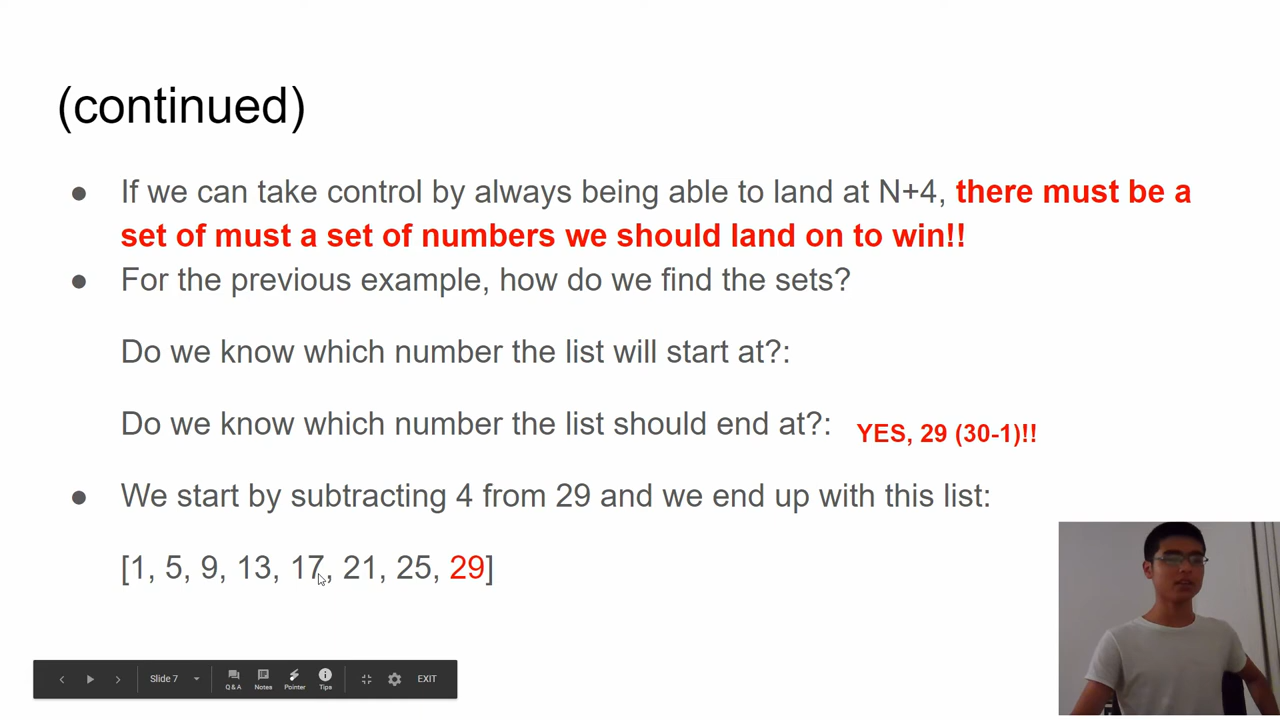 (continued)
● If we can take control by always being able to land at N+4, there must be a
set of must a set of numbers we should land on to win!!
● For the previous example, how do we find the sets?
Do we know which number the list will start at?:
Do we know which number the list should end at?: YES, 29 (30-1)!!
● We start by subtracting 4 from 29 and we end up with this list:
[1, 5, 9, 13, 17, 21, 25, 29]
Slide 7 Q&A Notes Pointer Tips EXIT